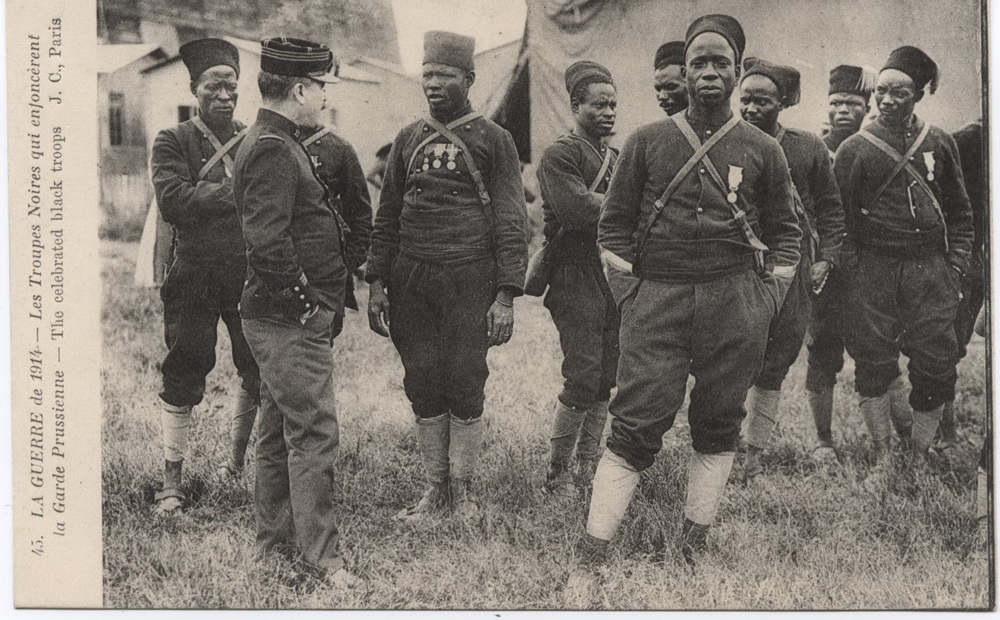 45. LA GUERRE de 1914 — Les Troupes Noires qui enfoncèrent
la Garde Prussienne — The celebrated black troops J. C., Paris